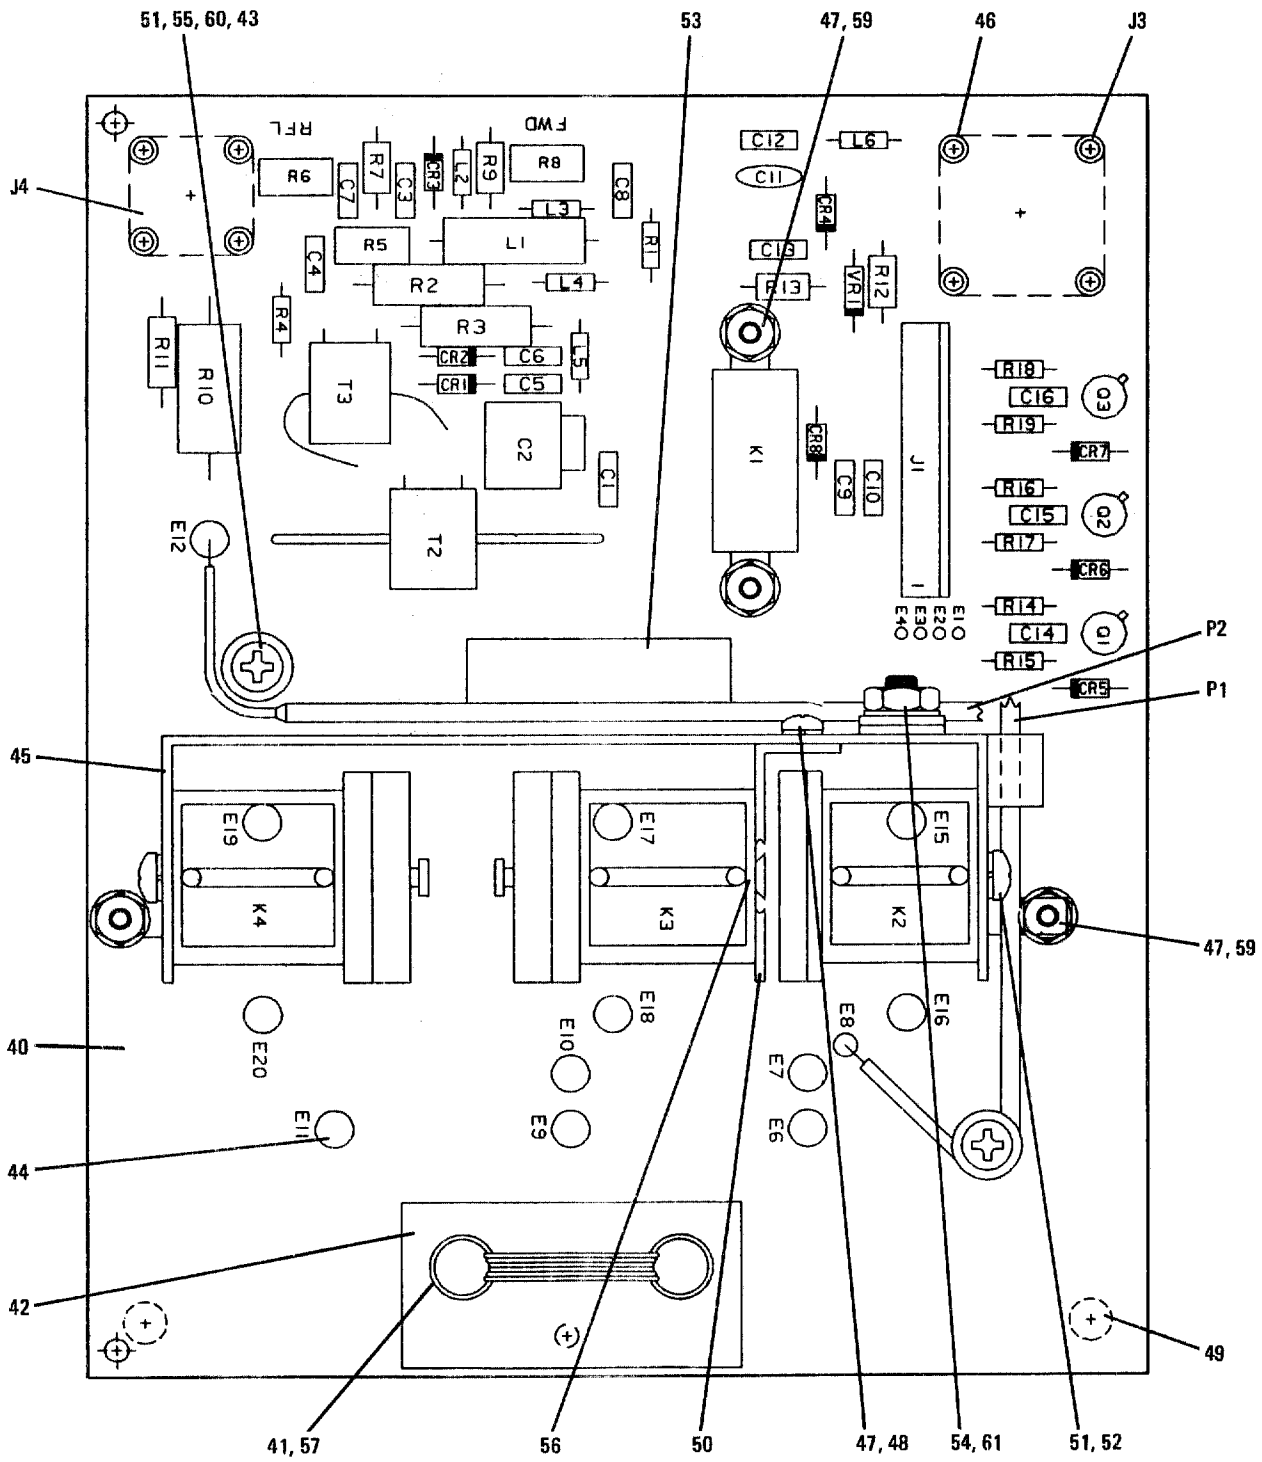 51, 55, 60, 43
53
47, 59
46
J3
J4
RFL
FWD
R6
C7
R7
C3
CR3
L2
R9
R8
C8
C12
L6
C11
CR4
L3
R5
L1
R1
C4
C13
R2
L4
R13
VR1
R12
R4
R3
R11
R10
T3
CR2
C6
L5
CR1
C5
C2
C1
K1
CR8
C9
C10
J1
1
R18
C16
Q3
R19
CR7
R16
C15
Q2
R17
CR6
E12
T2
E4
E3
E2
E1
R14
C14
Q1
R15
CR5
P2
P1
45
E19
E17
E15
K4
K3
K2
47, 59
E20
E18
E16
E10
E8
E7
40
E11
E9
E6
44
42
49
41, 57
56
50
47, 48
54, 61
51, 52